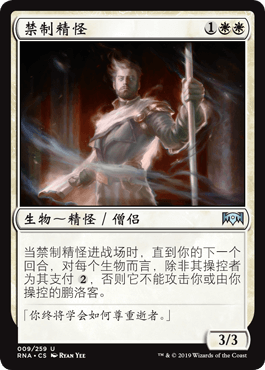 禁制精怪 1
生物～精怪 / 僧侣
当禁制精怪进战场时，直到你的下一个
回合，对每个生物而言，除非其操控者
为其支付 2，否则它不能攻击你或由你
操控的鹏洛客。
「你终将学会如何尊重逝者。」
3/3
009/259 U
RNA • CS RYAN YEE
™ & © 2019 Wizards of the Coast